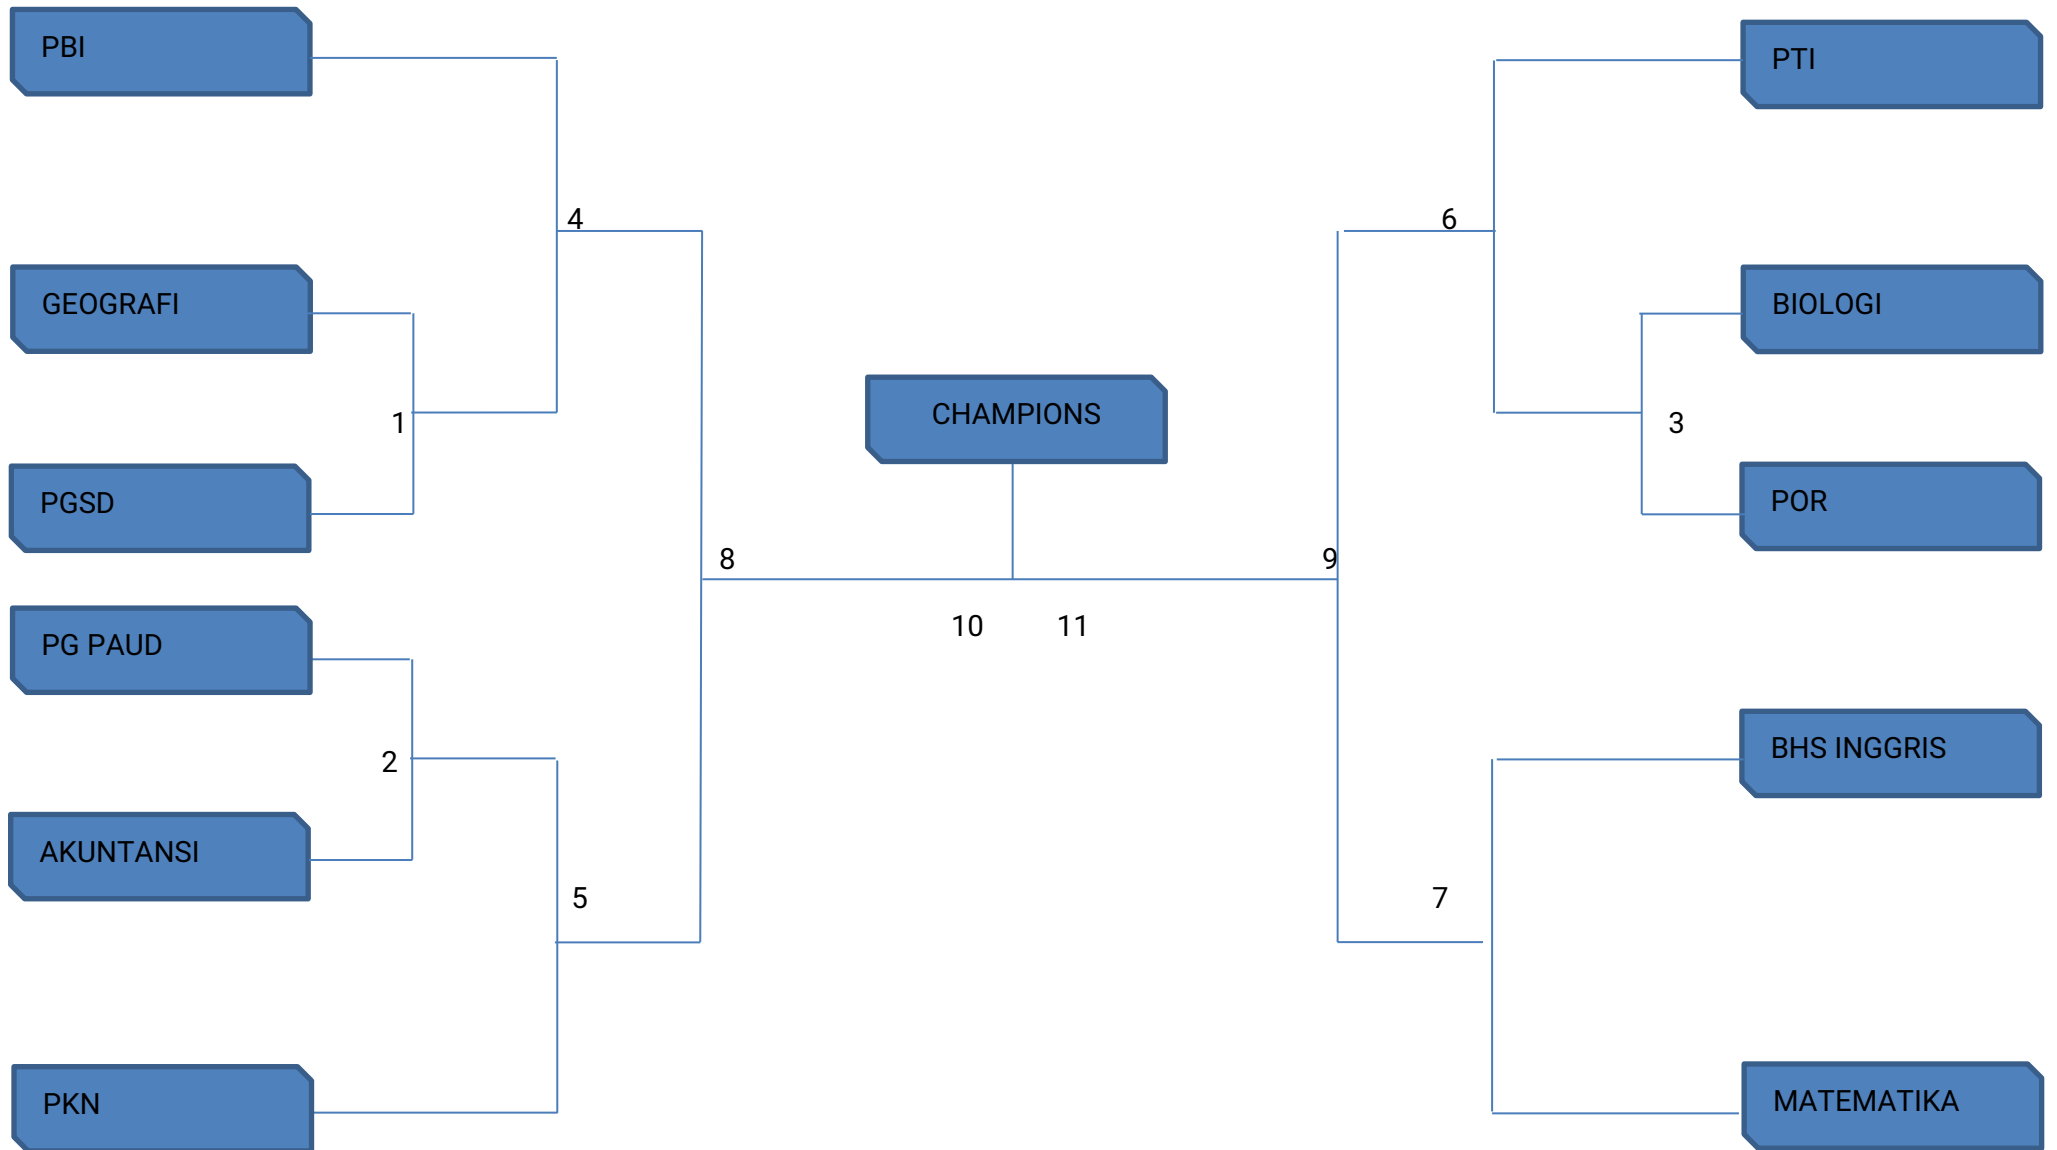 PBI
PTI
4
6
GEOGRAFI
BIOLOGI
CHAMPIONS
1
3
PGSD
POR
8
9
10
11
PG PAUD
BHS INGGRIS
2
AKUNTANSI
5
7
PKN
MATEMATIKA